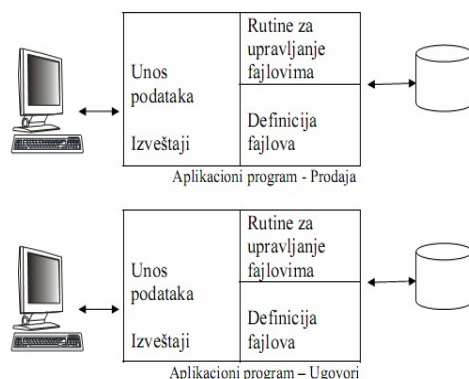 Unos
podataka
Izveštaji
Rutine za
upravljanje
fajlovima
Definicija
fajlova
Aplikacioni program - Prodaja
Unos
podataka
Izveštaji
Rutine za
upravljanje
fajlovima
Definicija
fajlova
Aplikacioni program – Ugovori